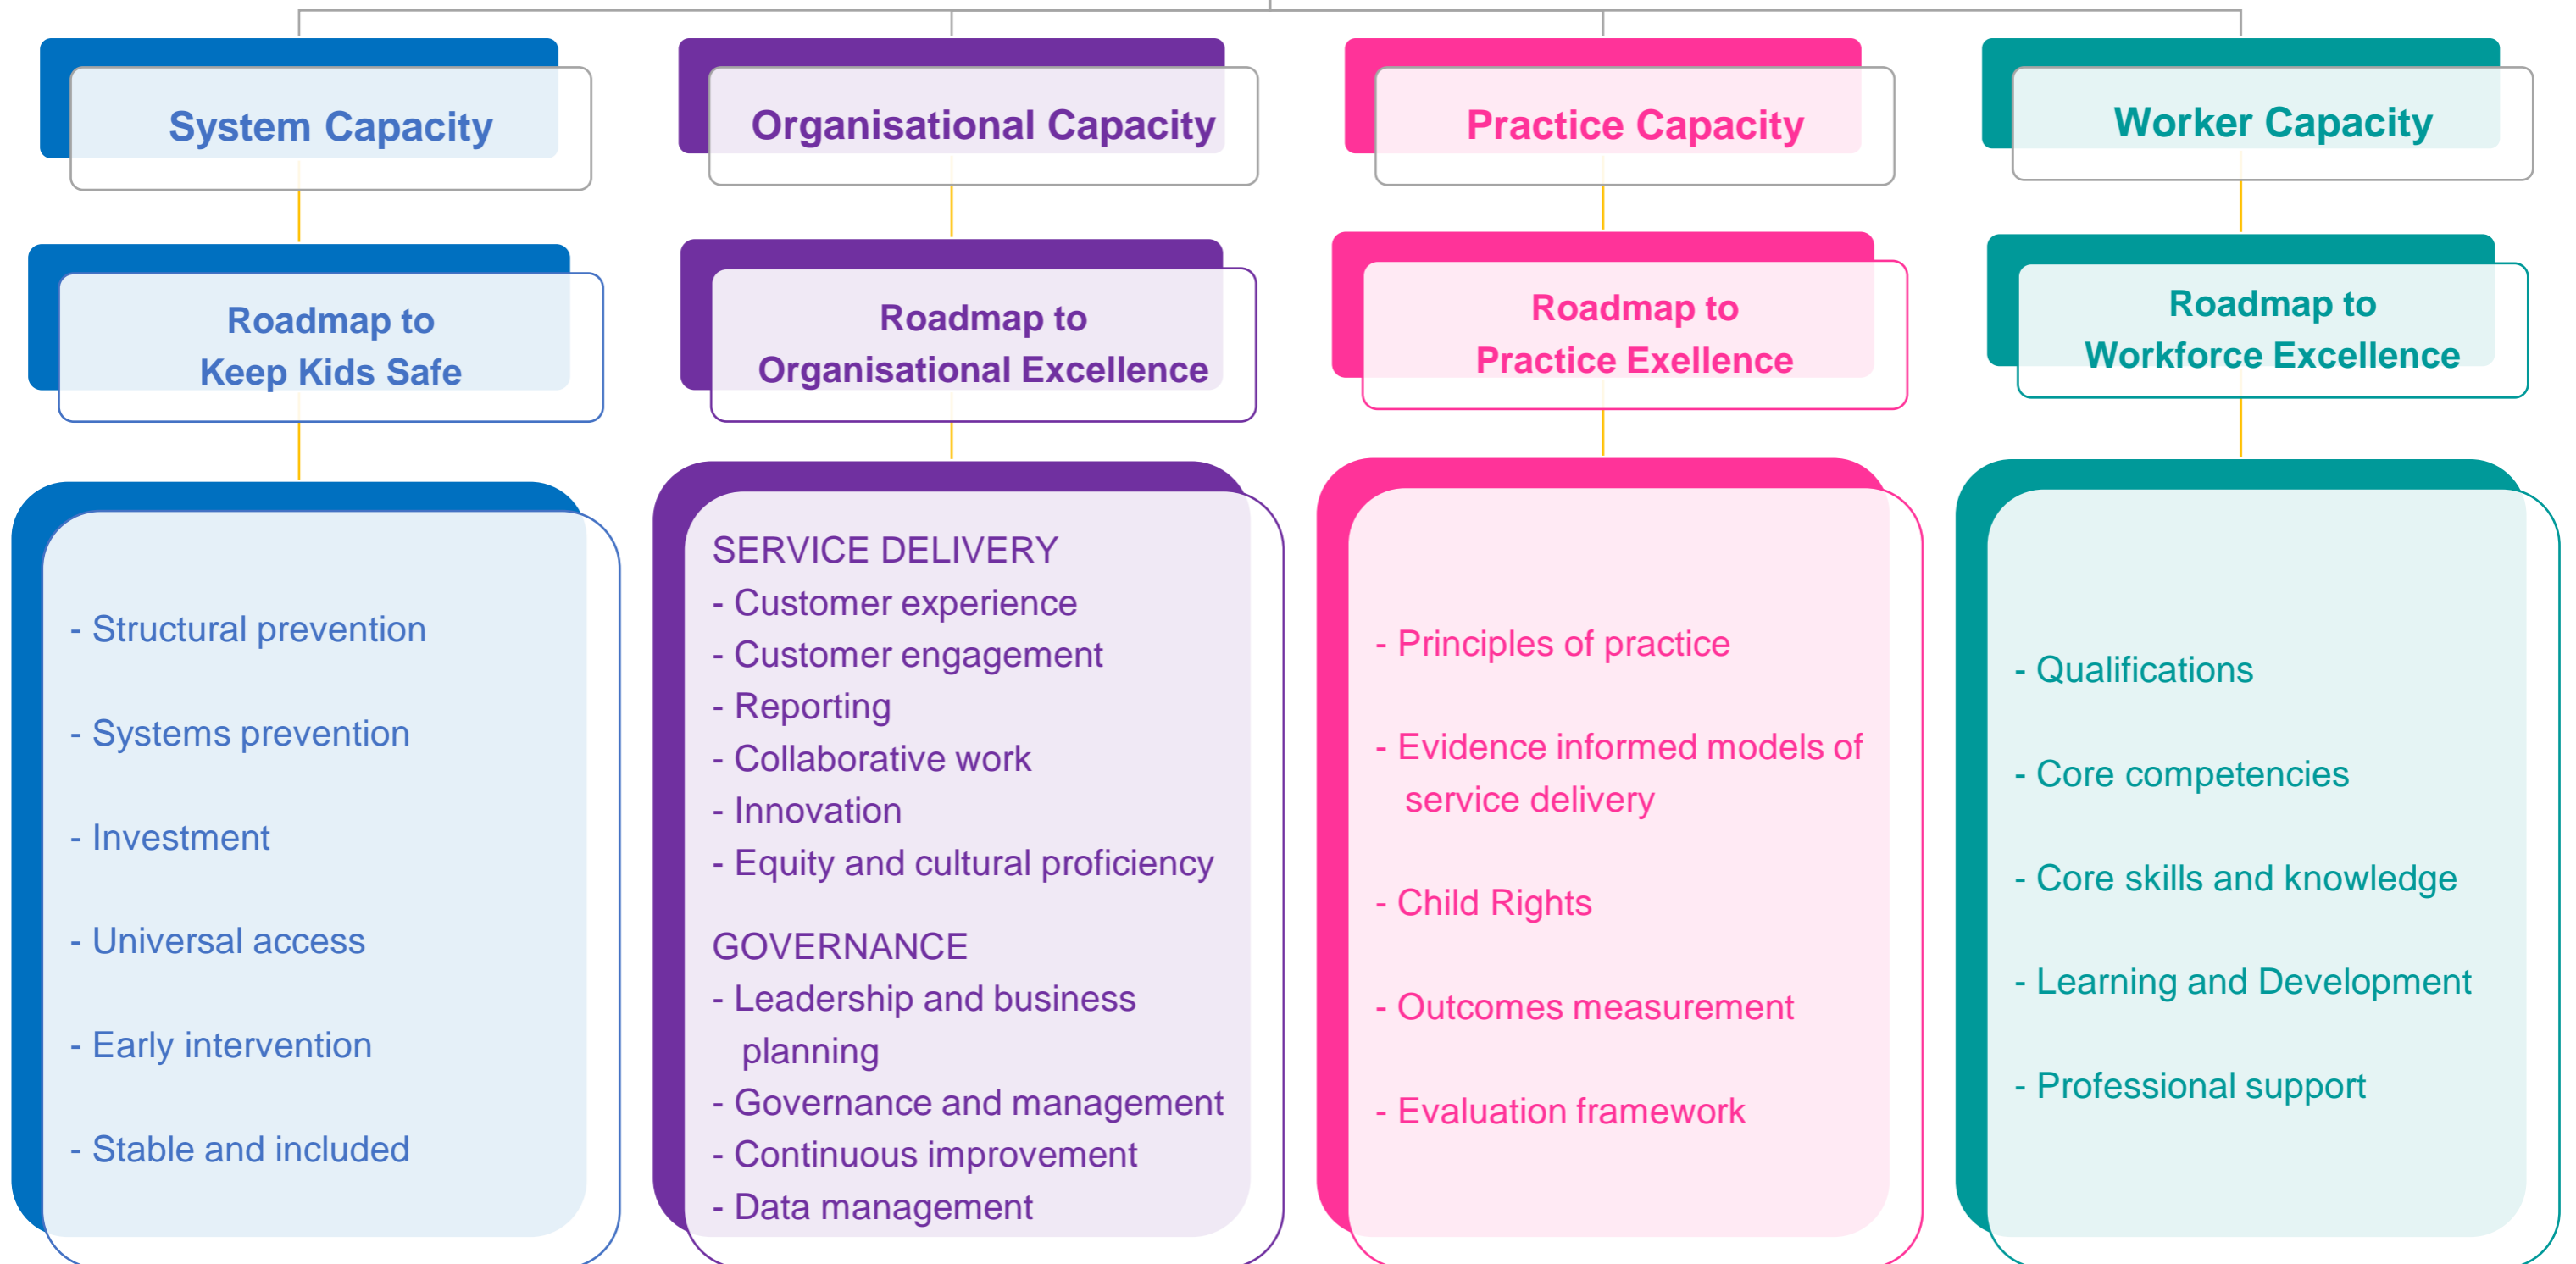 System Capacity
Roadmap to
Keep Kids Safe
- Structural prevention
- Systems prevention
- Investment
- Universal access
- Early intervention
- Stable and included
Organisational Capacity
Roadmap to
Organisational Excellence
SERVICE DELIVERY
- Customer experience
- Customer engagement
- Reporting
- Collaborative work
- Innovation
- Equity and cultural proficiency
GOVERNANCE
- Leadership and business
planning
- Governance and management
- Continuous improvement
- Data management
Practice Capacity
Roadmap to
Practice Exellence
- Principles of practice
- Evidence informed models of
service delivery
- Child Rights
- Outcomes measurement
- Evaluation framework
Worker Capacity
Roadmap to
Workforce Excellence
- Qualifications
- Core competencies
- Core skills and knowledge
- Learning and Development
- Professional support